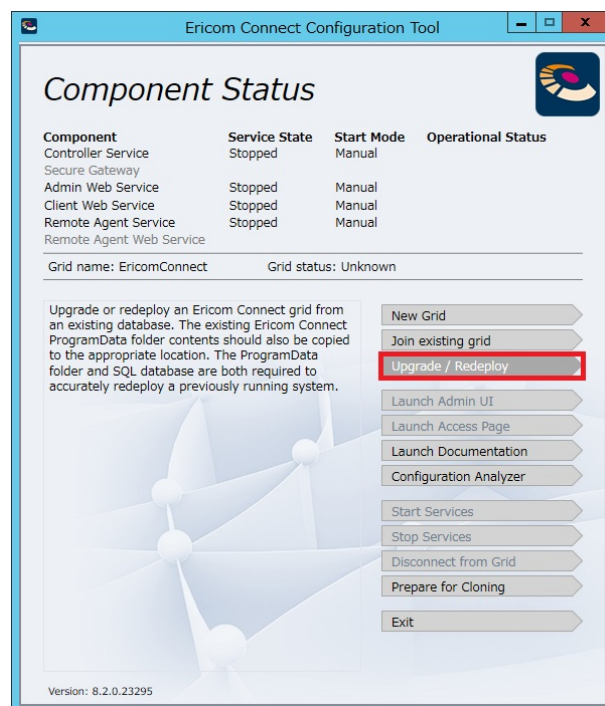 Ericom Connect Configuration Tool
Component Status
Component Service State Start Mode Operational Status
Controller Service Stopped Manual
Secure Gateway
Admin Web Service Stopped Manual
Client Web Service Stopped Manual
Remote Agent Service Stopped Manual
Remote Agent Web Service
Grid name: EricomConnect Grid status: Unknown
Upgrade or redeploy an Ericom Connect grid from
an existing database. The existing Ericom Connect
ProgramData folder contents should also be copied
to the appropriate location. The ProgramData
folder and SQL database are both required to
accurately redeploy a previously running system.
New Grid
Join existing grid
Upgrade / Redeploy
Launch Admin UI
Launch Access Page
Launch Documentation
Configuration Analyzer
Start Services
Stop Services
Disconnect from Grid
Prepare for Cloning
Exit
Version: 8.2.0.23295